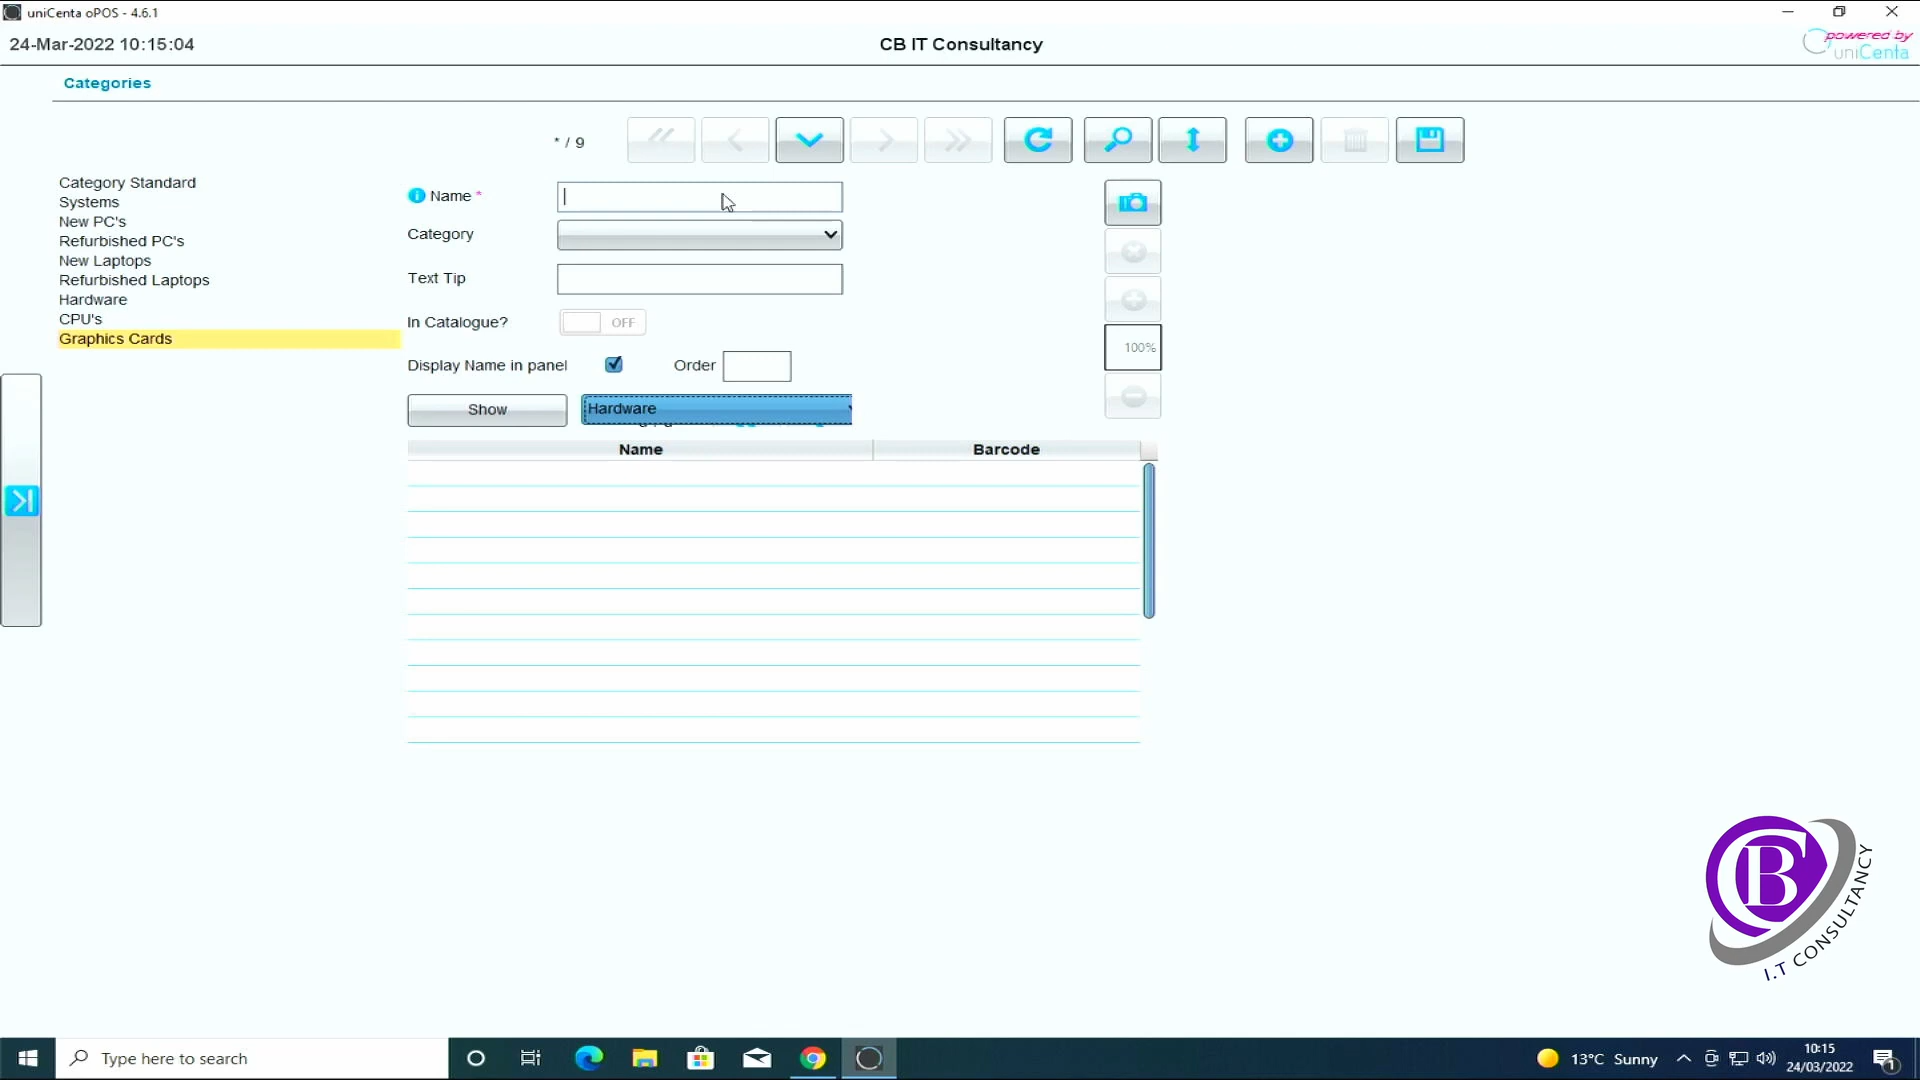 uniCenta oPOS - 4.6.1
24-Mar-2022 10:15:04
CB IT Consultancy
powered by
uniCenta
Categories
* / 9
Category Standard
Systems
New PC's
Refurbished PC's
New Laptops
Refurbished Laptops
Hardware
CPU's
Graphics Cards
Name *
Category
Text Tip
In Catalogue?
OFF
Display Name in panel
Order
Show
Hardware
100%
Name
Barcode
CB
I.T CONSULTANCY
Type here to search
13°C Sunny
10:15
24/03/2022
1